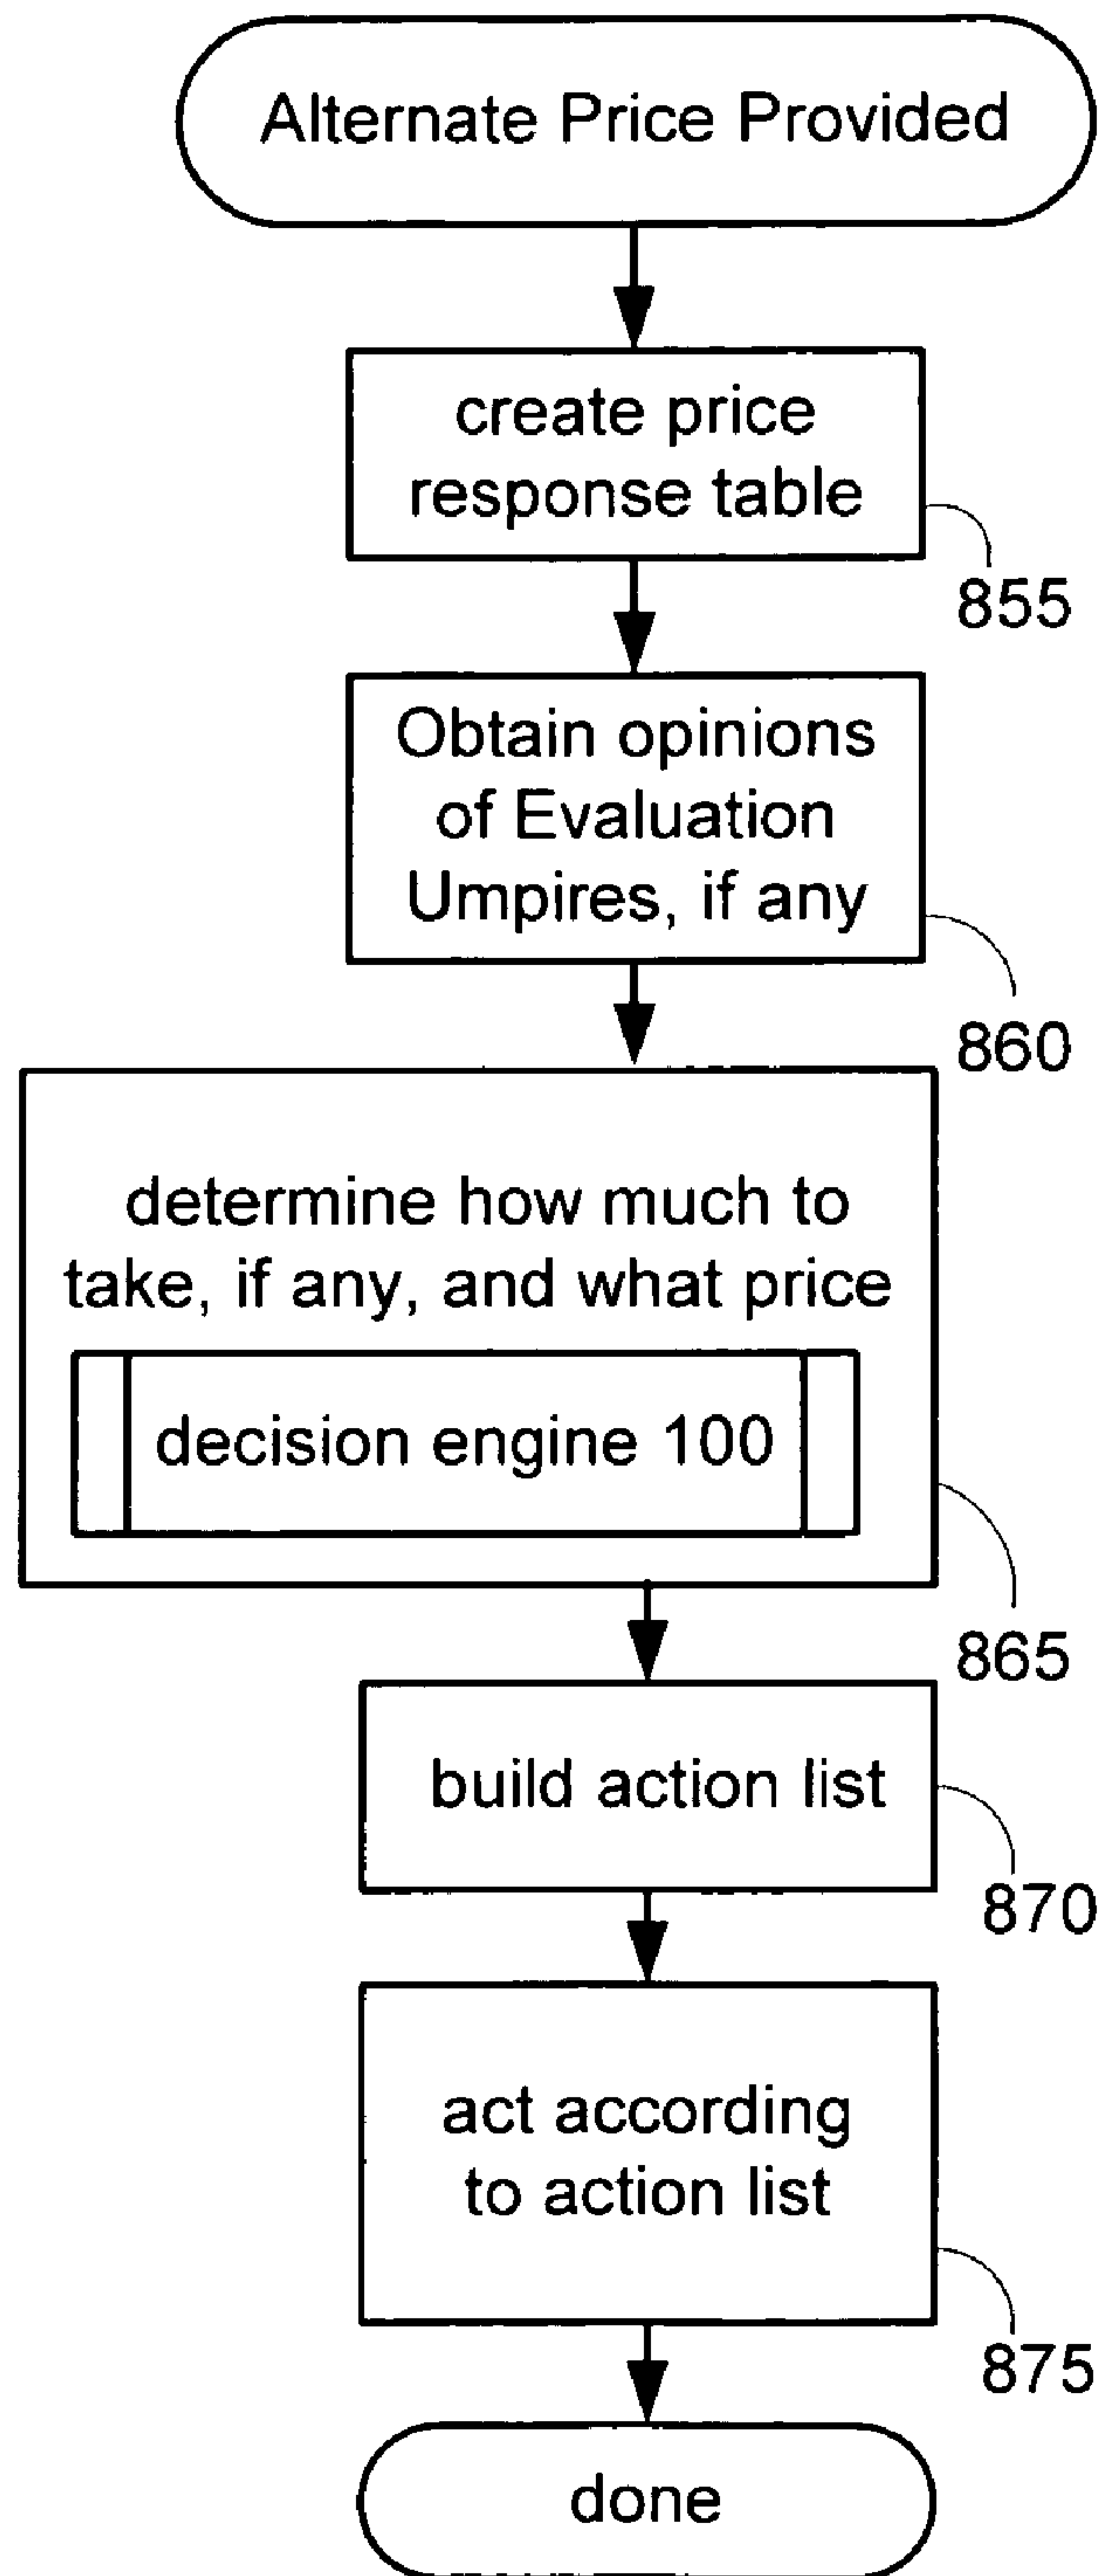 Alternate Price Provided
create price
response table
855
Obtain opinions
of Evaluation
Umpires, if any
860
determine how much to
take, if any, and what price
decision engine 100
865
build action list
870
act according
to action list
875
done